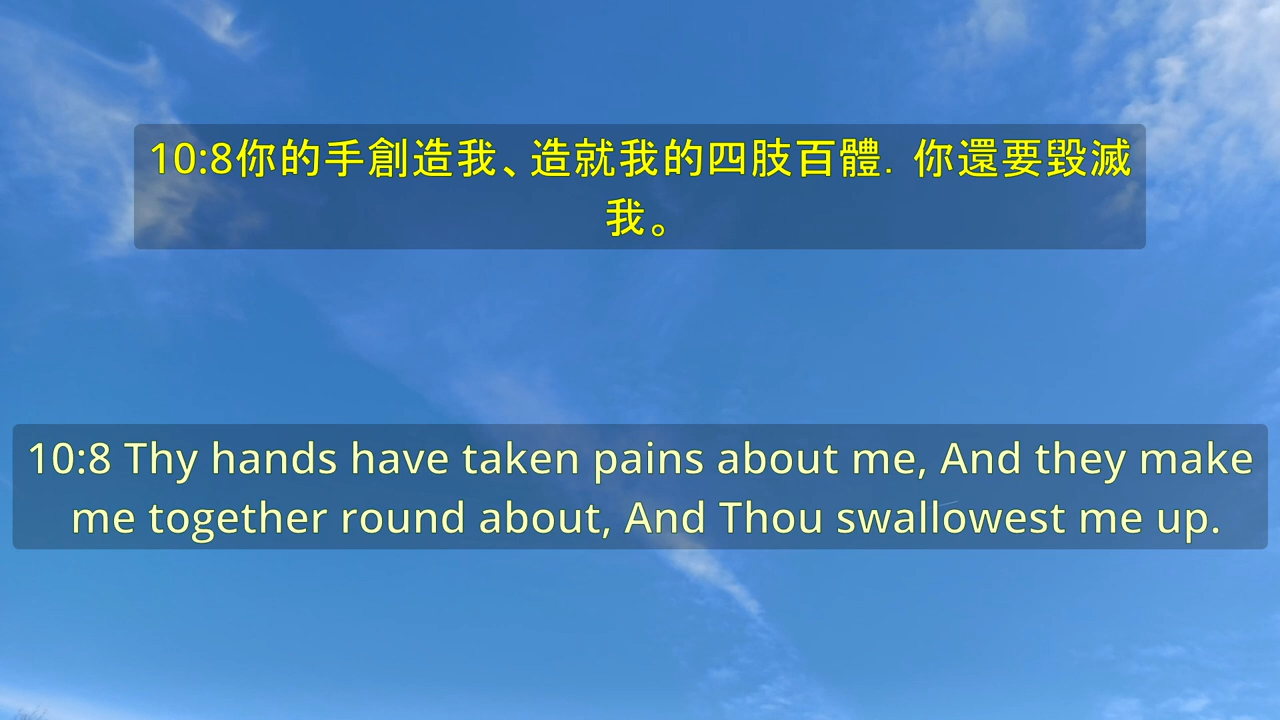 10:8你的手創造我、造就我的四肢百體．你還要毀滅
我。
10:8 Thy hands have taken pains about me, And they make
me together round about, And Thou swallowest me up.